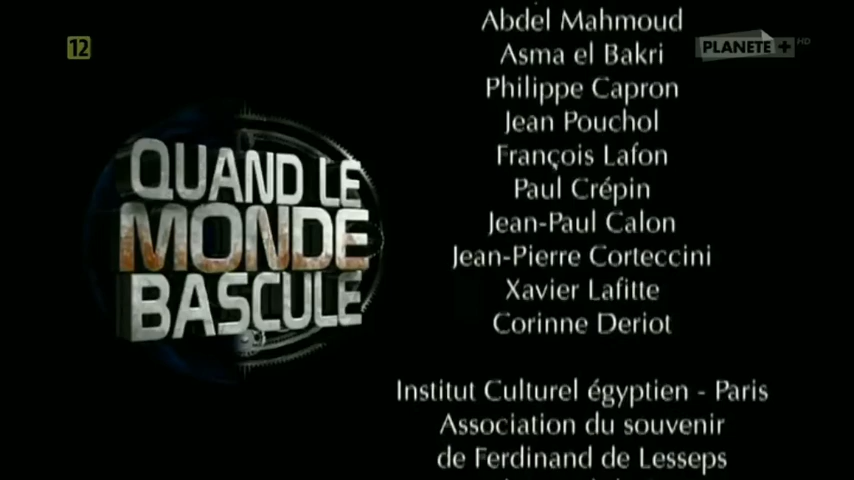 12
PLANETE +HD
QUAND LE
MONDE
BASCULE
Abdel Mahmoud
Asma el Bakri
Philippe Capron
Jean Pouchol
François Lafon
Paul Crépin
Jean-Paul Calon
Jean-Pierre Corteccini
Xavier Lafitte
Corinne Deriot
Institut Culturel égyptien - Paris
Association du souvenir
de Ferdinand de Lesseps